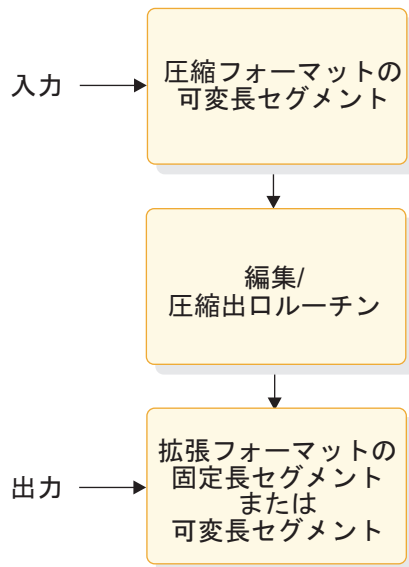 入力
圧縮フォーマットの
可変長セグメント
編集/
圧縮出口ルーチン
出力
拡張フォーマットの
固定長セグメント
または
可変長セグメント